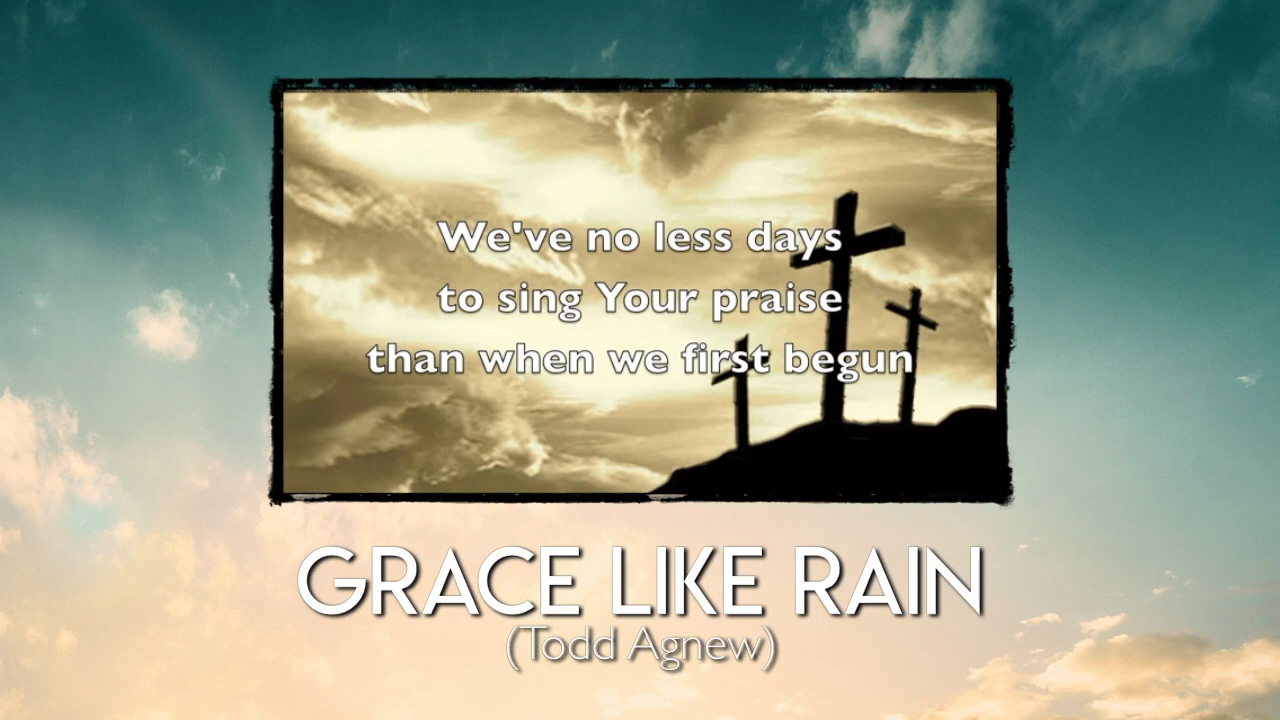 We've no less days
to sing Your praise
than when we first begun
GRACE LIKE RAIN
(Todd Agnew)